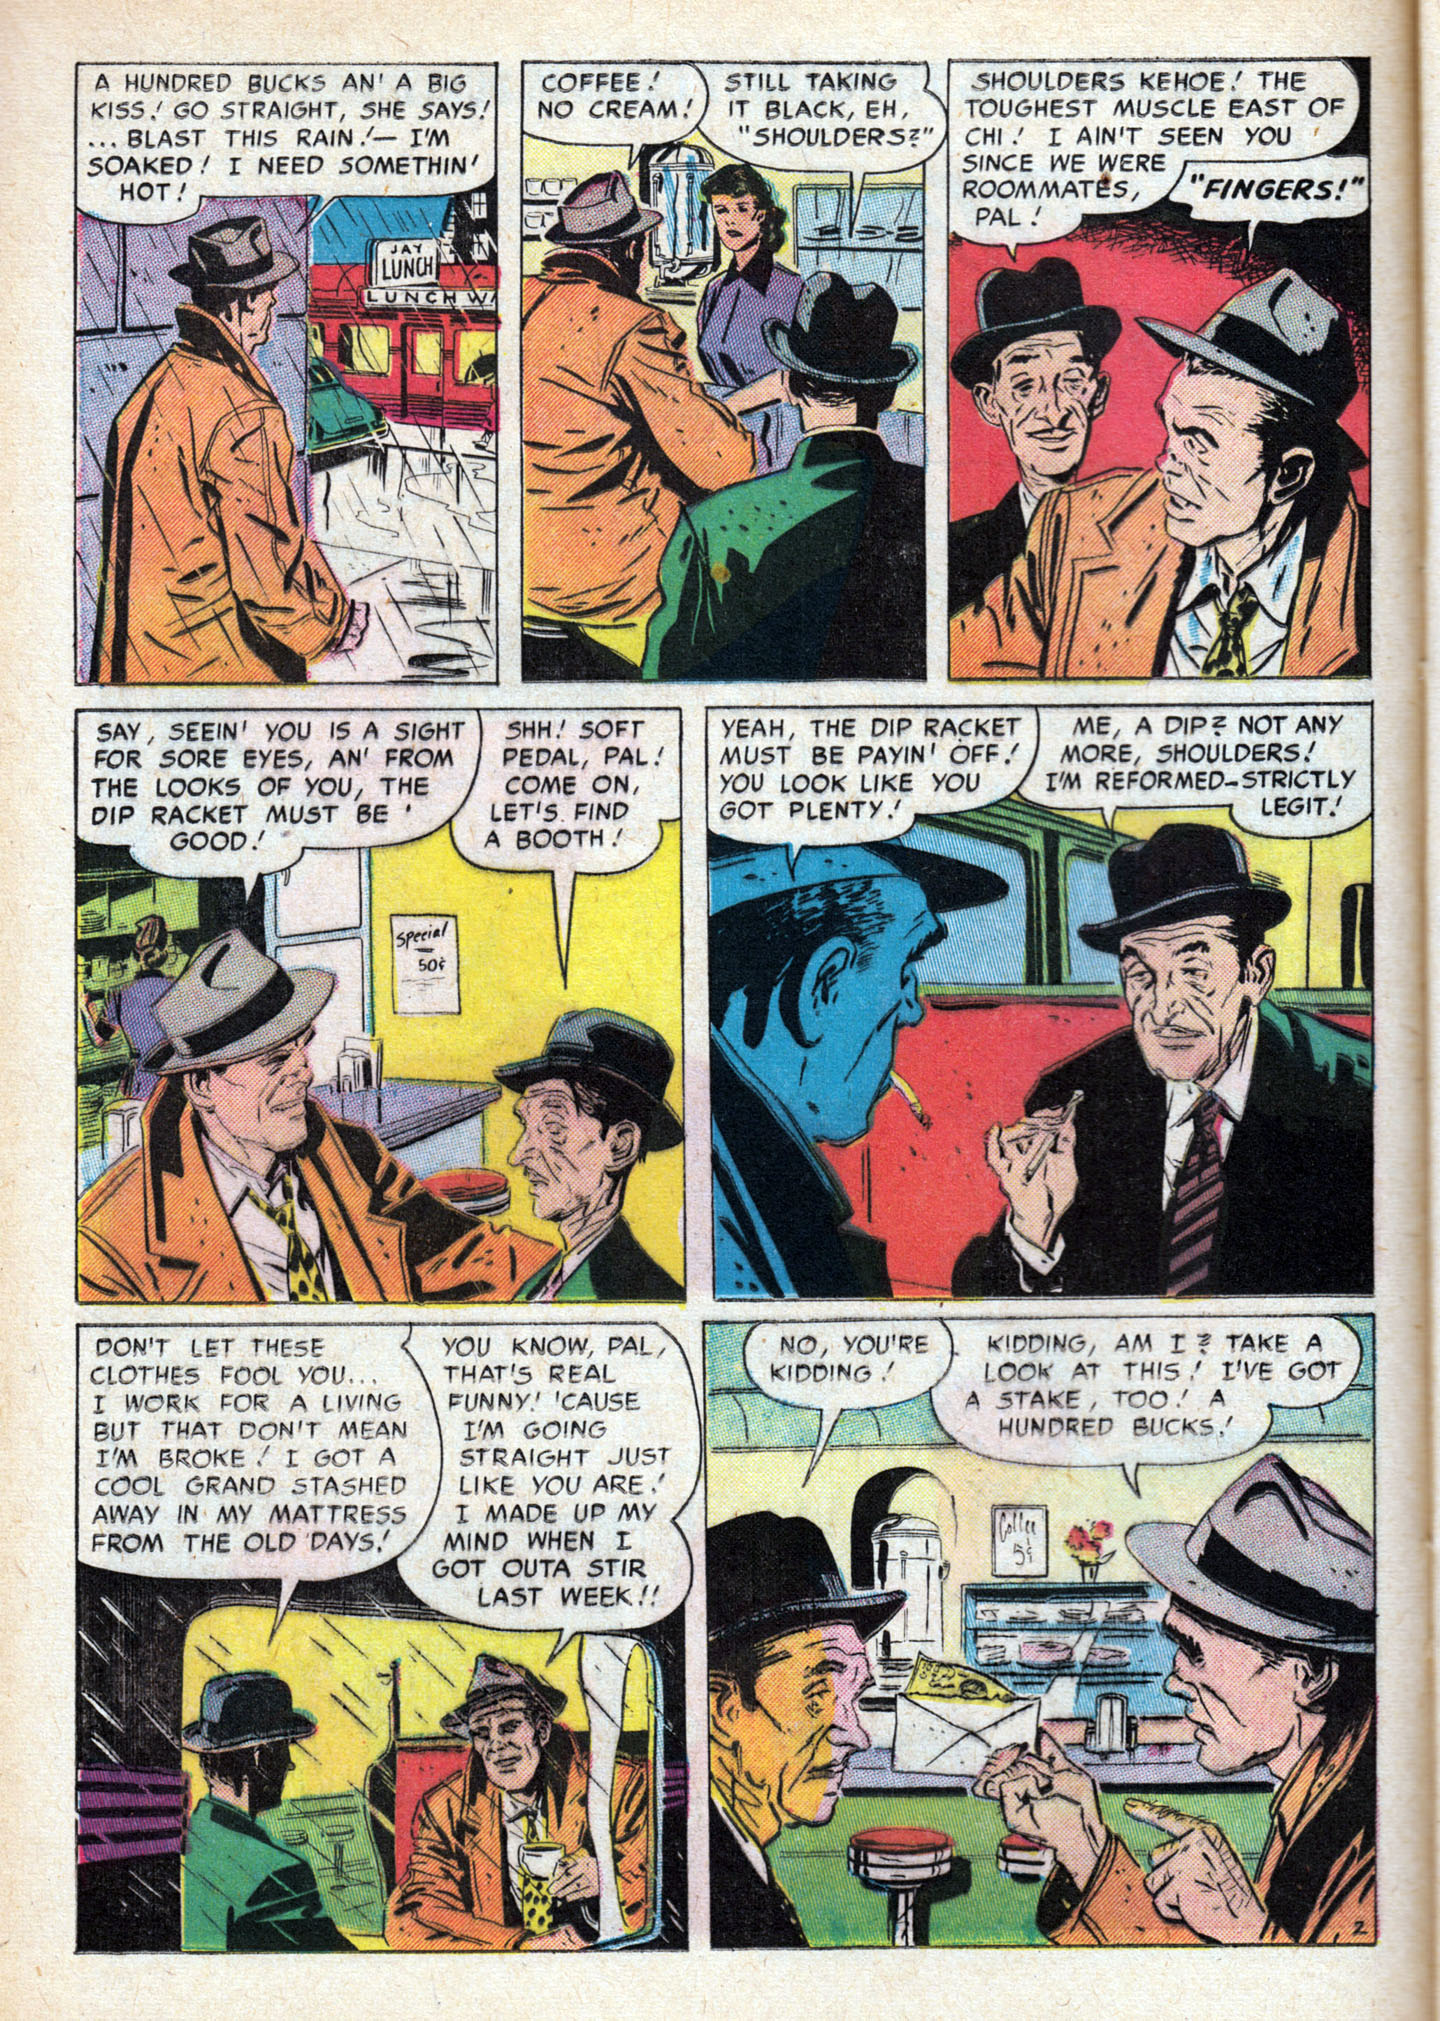 A HUNDRED BUCKS AN' A BIG
KISS! GO STRAIGHT, SHE SAYS!
...BLAST THIS RAIN!— I'M
SOAKED! I NEED SOMETHIN'
HOT!
JAY
LUNCH
LUNCH WA
COFFEE!
NO CREAM!
STILL TAKING
IT BLACK, EH,
"SHOULDERS?"
SHOULDERS KEHOE! THE
TOUGHEST MUSCLE EAST OF
CHI! I AIN'T SEEN YOU
SINCE WE WERE
ROOMMATES,
PAL!
"FINGERS!"
SAY, SEEIN' YOU IS A SIGHT
FOR SORE EYES, AN' FROM
THE LOOKS OF YOU, THE
DIP RACKET MUST BE
GOOD!
SHH! SOFT
PEDAL, PAL!
COME ON,
LET'S FIND
A BOOTH!
Special
50¢
YEAH, THE DIP RACKET
MUST BE PAYIN' OFF!
YOU LOOK LIKE YOU
GOT PLENTY!
ME, A DIP? NOT ANY
MORE, SHOULDERS!
I'M REFORMED-STRICTLY
LEGIT!
DON'T LET THESE
CLOTHES FOOL YOU...
I WORK FOR A LIVING
BUT THAT DON'T MEAN
I'M BROKE! I GOT A
COOL GRAND STASHED
AWAY IN MY MATTRESS
FROM THE OLD DAYS!
YOU KNOW, PAL,
THAT'S REAL
FUNNY! 'CAUSE
I'M GOING
STRAIGHT JUST
LIKE YOU ARE!
I MADE UP MY
MIND WHEN I
GOT OUTA STIR
LAST WEEK!!
NO, YOU'RE
KIDDING!
KIDDING, AM I? TAKE A
LOOK AT THIS! I'VE GOT
A STAKE, TOO! A
HUNDRED BUCKS!
Coffee
5¢
2